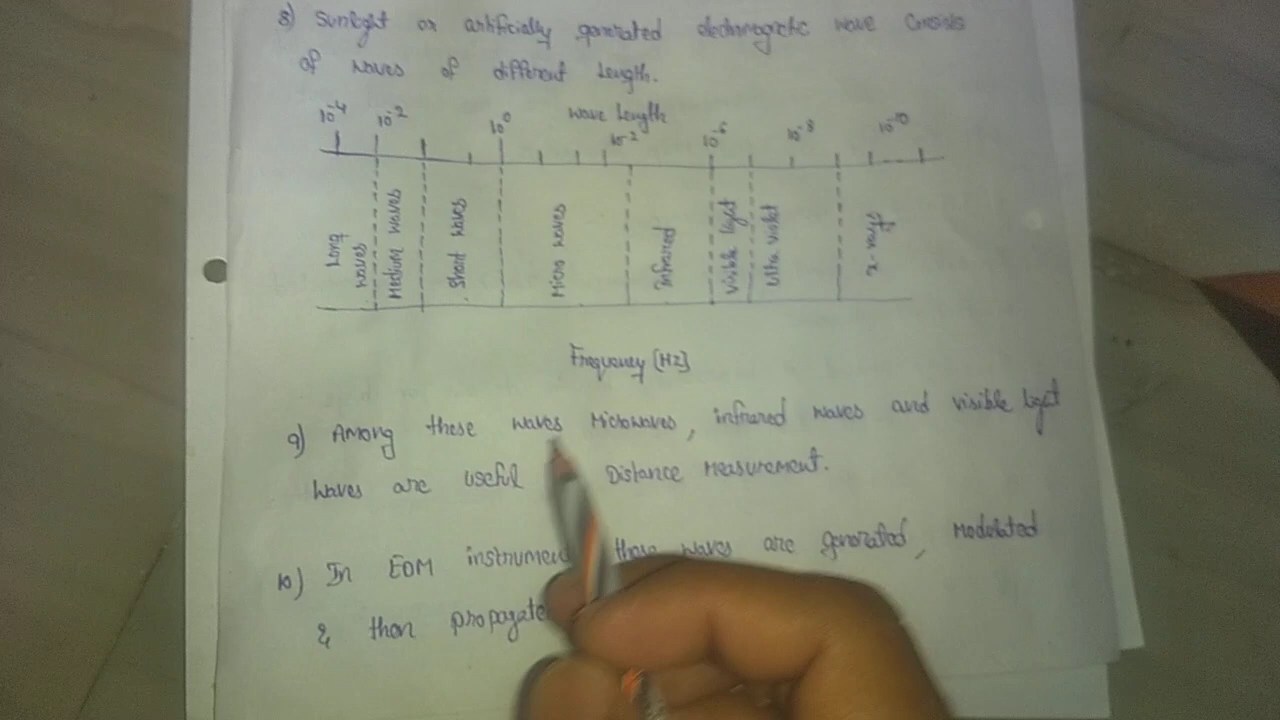 8) Sunlight or artificially generated electromagnetic wave consists
of waves of different Length.
10⁻⁴ 10⁻² 10⁰ wave Length 10⁻² 10⁻⁶ 10⁻⁸ 10⁻¹⁰
Long waves
Medium waves
Short waves
Micro waves
Infrared
Visible light
Ultra violet
x-rays
Frequency [HZ]
9) Among these waves Microwaves, infrared waves and visible light
waves are useful Distance Measurement.
10) In EDM instrument these waves are generated, Modulated
& then propagate